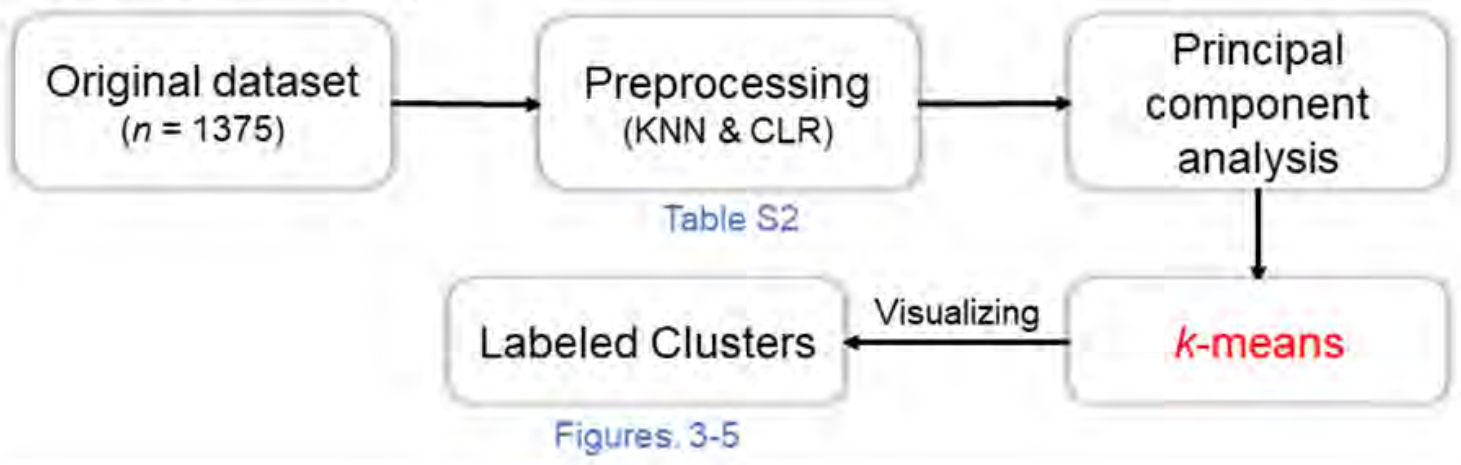 Original dataset
(n = 1375)
Preprocessing
(KNN & CLR)
Table S2
Principal
component
analysis
k-means
Visualizing
Labeled Clusters
Figures. 3-5